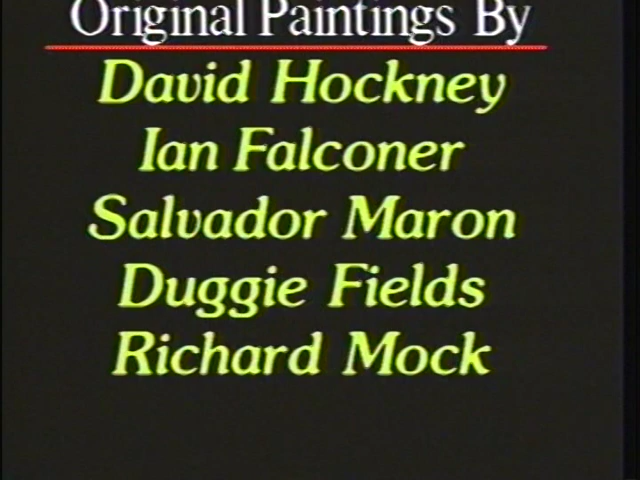 Original Paintings By
David Hockney
Ian Falconer
Salvador Maron
Duggie Fields
Richard Mock